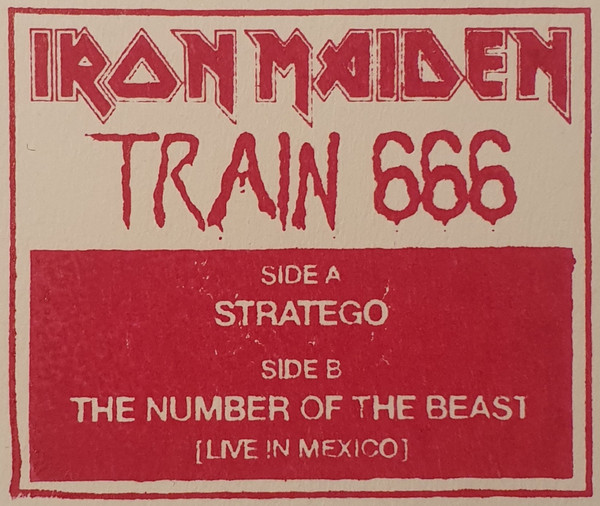 IRON MAIDEN
TRAIN 666
SIDE A
STRATEGO
SIDE B
THE NUMBER OF THE BEAST
[LIVE IN MEXICO]